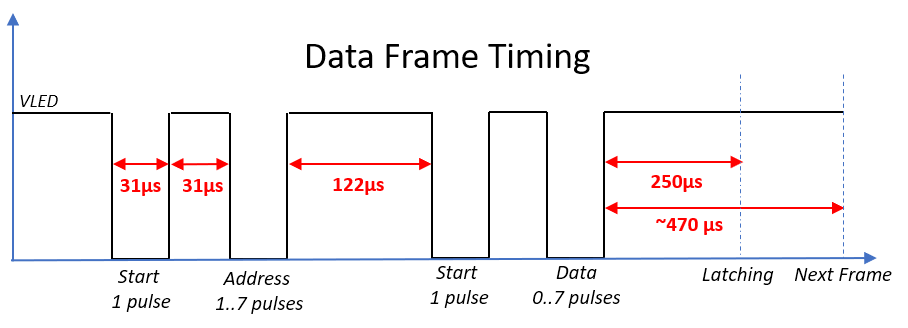 Data Frame Timing
VLED
31µs
31µs
122µs
250µs
~470 µs
Start
1 pulse
Address
1..7 pulses
Start
1 pulse
Data
0..7 pulses
Latching
Next Frame